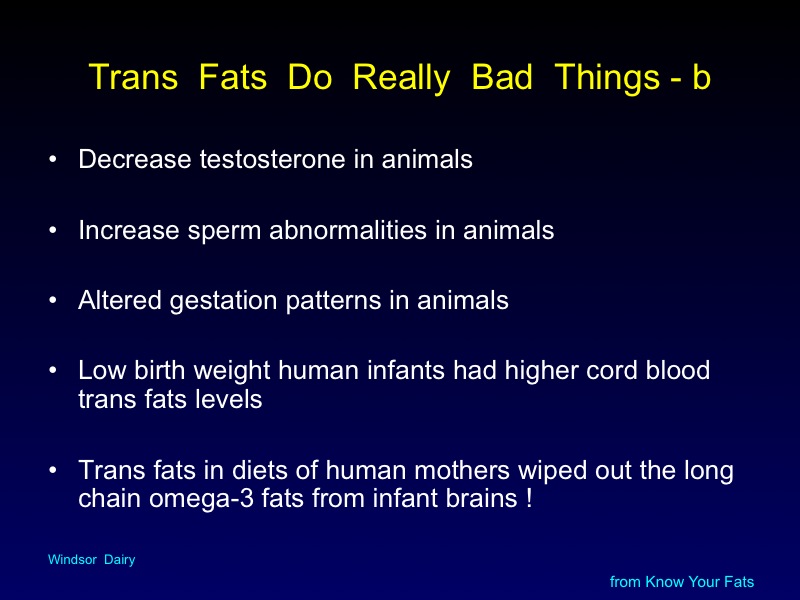 Trans Fats Do Really Bad Things - b
• Decrease testosterone in animals
• Increase sperm abnormalities in animals
• Altered gestation patterns in animals
• Low birth weight human infants had higher cord blood
trans fats levels
• Trans fats in diets of human mothers wiped out the long
chain omega-3 fats from infant brains !
Windsor Dairy
from Know Your Fats